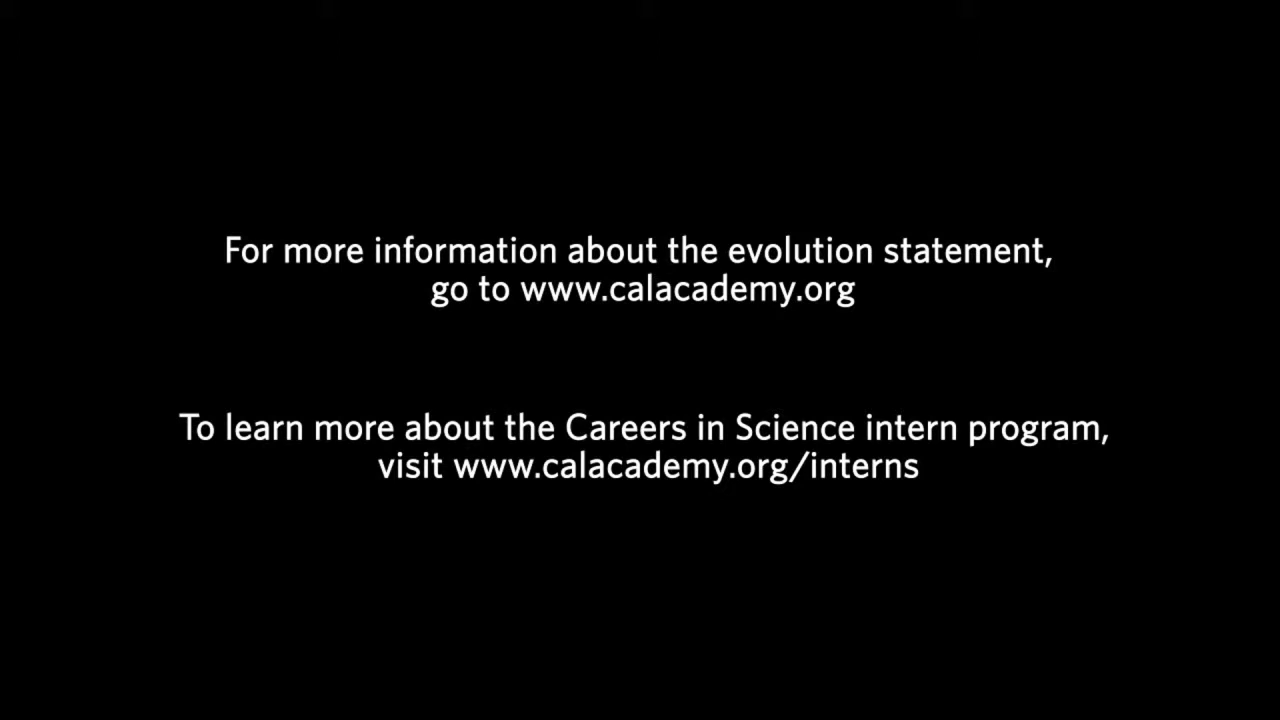 For more information about the evolution statement,
go to www.calacademy.org
To learn more about the Careers in Science intern program,
visit www.calacademy.org/interns